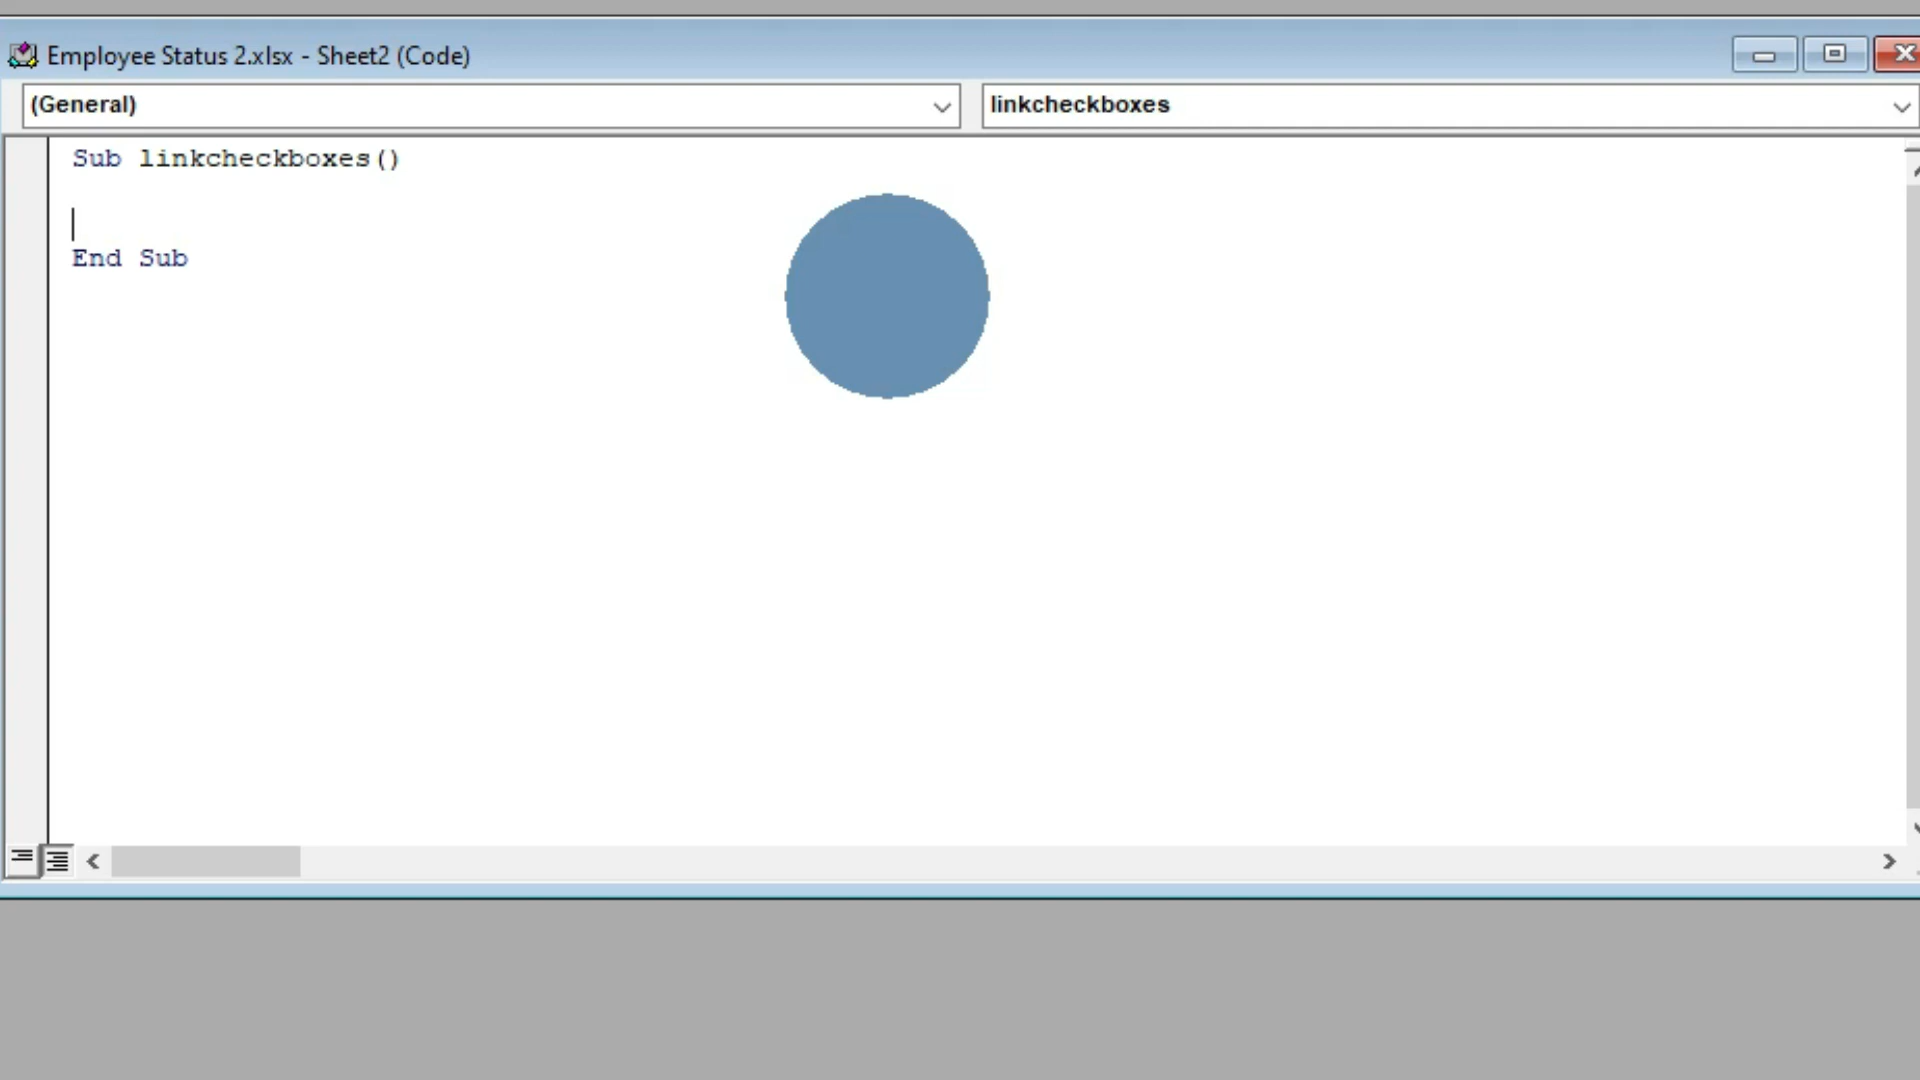 Employee Status 2.xlsx - Sheet2 (Code)
(General)
linkcheckboxes
Sub linkcheckboxes()
End Sub